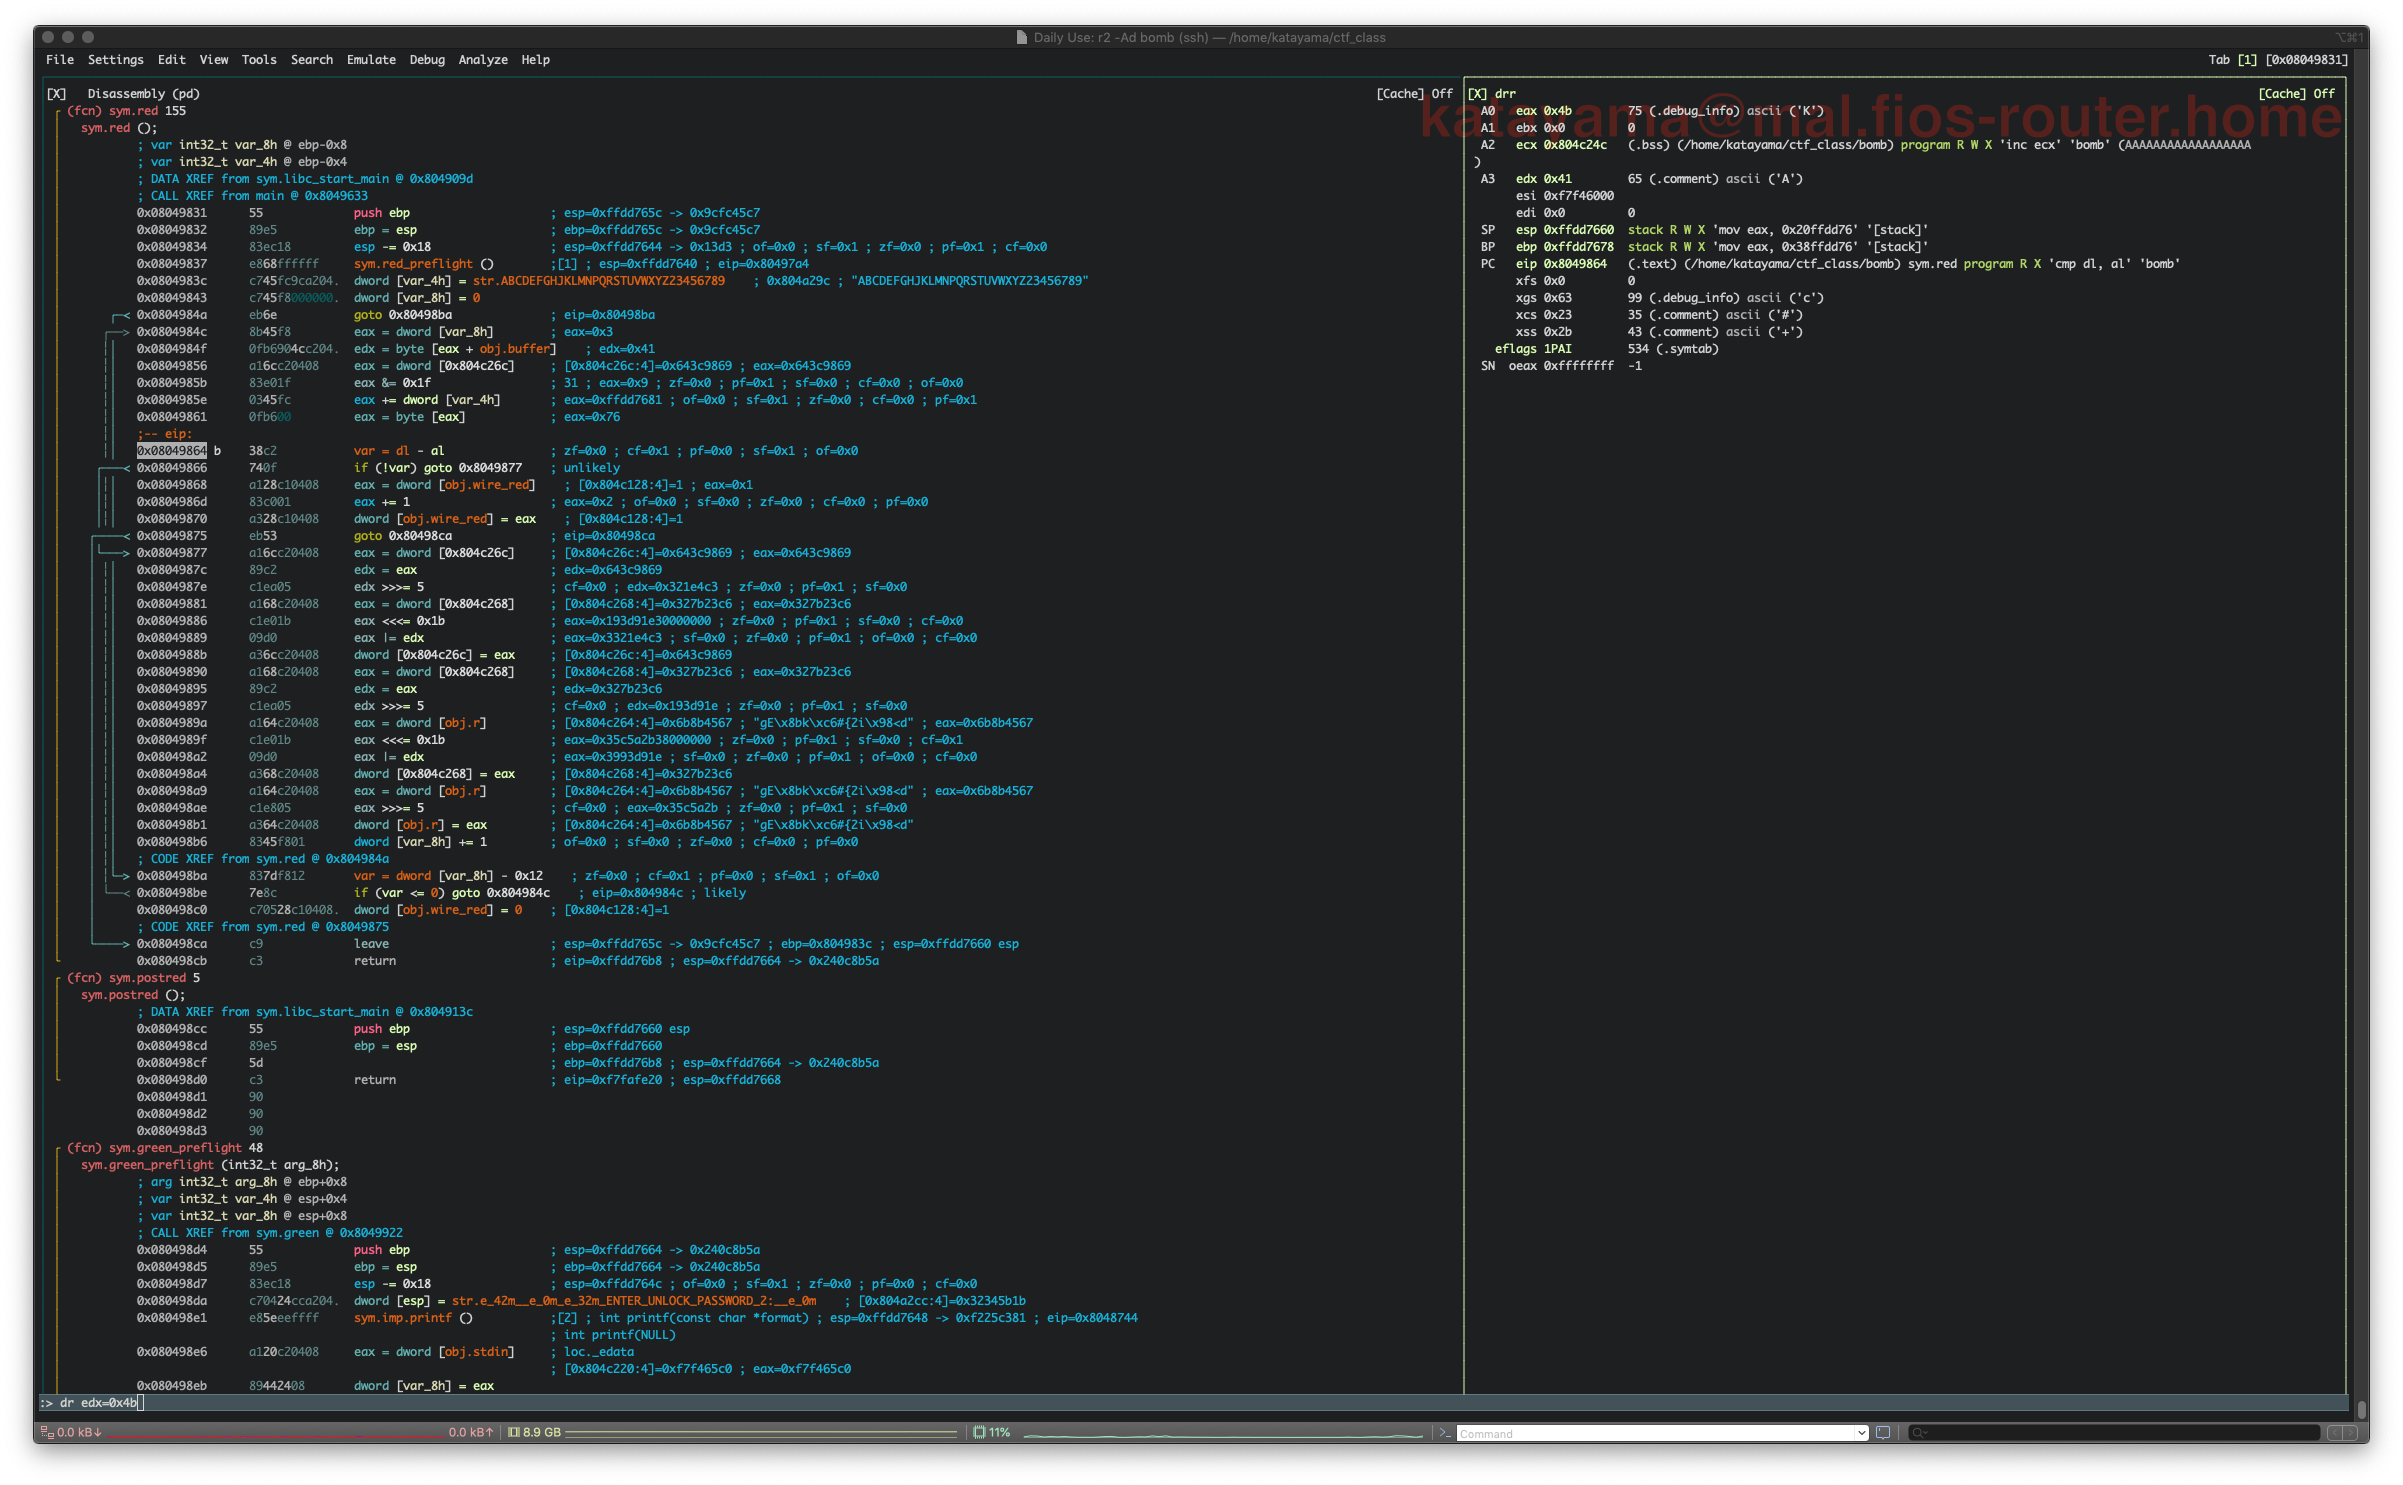 Daily Use: r2 -Ad bomb (ssh) — /home/katayama/ctf_class ⌥⌘1
File Settings Edit View Tools Search Emulate Debug Analyze Help Tab [1] [0x08049831]
[X] Disassembly (pd) [Cache] Off
(fcn) sym.red 155
sym.red ();
; var int32_t var_8h @ ebp-0x8
; var int32_t var_4h @ ebp-0x4
; DATA XREF from sym.libc_start_main @ 0x804909d
; CALL XREF from main @ 0x8049633
0x08049831 55 push ebp ; esp=0xffdd765c -> 0x9cfc45c7
0x08049832 89e5 ebp = esp ; ebp=0xffdd765c -> 0x9cfc45c7
0x08049834 83ec18 esp -= 0x18 ; esp=0xffdd7644 -> 0x13d3 ; of=0x0 ; sf=0x1 ; zf=0x0 ; pf=0x1 ; cf=0x0
0x08049837 e868ffffff sym.red_preflight () ;[1] ; esp=0xffdd7640 ; eip=0x80497a4
0x0804983c c745fc9ca204. dword [var_4h] = str.ABCDEFGHJKLMNPQRSTUVWXYZ23456789 ; 0x804a29c ; "ABCDEFGHJKLMNPQRSTUVWXYZ23456789"
0x08049843 c745f8000000. dword [var_8h] = 0
0x0804984a eb6e goto 0x80498ba ; eip=0x80498ba
0x0804984c 8b45f8 eax = dword [var_8h] ; eax=0x3
0x0804984f 0fb6904cc204. edx = byte [eax + obj.buffer] ; edx=0x41
0x08049856 a16cc20408 eax = dword [0x804c26c] ; [0x804c26c:4]=0x643c9869 ; eax=0x643c9869
0x0804985b 83e01f eax &= 0x1f ; 31 ; eax=0x9 ; zf=0x0 ; pf=0x1 ; sf=0x0 ; cf=0x0 ; of=0x0
0x0804985e 0345fc eax += dword [var_4h] ; eax=0xffdd7681 ; of=0x0 ; sf=0x1 ; zf=0x0 ; cf=0x0 ; pf=0x1
0x08049861 0fb600 eax = byte [eax] ; eax=0x76
;-- eip:
0x08049864 b 38c2 var = dl - al ; zf=0x0 ; cf=0x1 ; pf=0x0 ; sf=0x1 ; of=0x0
0x08049866 740f if (!var) goto 0x8049877 ; unlikely
0x08049868 a128c10408 eax = dword [obj.wire_red] ; [0x804c128:4]=1 ; eax=0x1
0x0804986d 83c001 eax += 1 ; eax=0x2 ; of=0x0 ; sf=0x0 ; zf=0x0 ; cf=0x0 ; pf=0x0
0x08049870 a328c10408 dword [obj.wire_red] = eax ; [0x804c128:4]=1
0x08049875 eb53 goto 0x80498ca ; eip=0x80498ca
0x08049877 a16cc20408 eax = dword [0x804c26c] ; [0x804c26c:4]=0x643c9869 ; eax=0x643c9869
0x0804987c 89c2 edx = eax ; edx=0x643c9869
0x0804987e c1ea05 edx >>>= 5 ; cf=0x0 ; edx=0x321e4c3 ; zf=0x0 ; pf=0x1 ; sf=0x0
0x08049881 a168c20408 eax = dword [0x804c268] ; [0x804c268:4]=0x327b23c6 ; eax=0x327b23c6
0x08049886 c1e01b eax <<<= 0x1b ; eax=0x193d91e30000000 ; zf=0x0 ; pf=0x1 ; sf=0x0 ; cf=0x0
0x08049889 09d0 eax |= edx ; eax=0x3321e4c3 ; sf=0x0 ; zf=0x0 ; pf=0x1 ; of=0x0 ; cf=0x0
0x0804988b a36cc20408 dword [0x804c26c] = eax ; [0x804c26c:4]=0x643c9869
0x08049890 a168c20408 eax = dword [0x804c268] ; [0x804c268:4]=0x327b23c6 ; eax=0x327b23c6
0x08049895 89c2 edx = eax ; edx=0x327b23c6
0x08049897 c1ea05 edx >>>= 5 ; cf=0x0 ; edx=0x193d91e ; zf=0x0 ; pf=0x1 ; sf=0x0
0x0804989a a164c20408 eax = dword [obj.r] ; [0x804c264:4]=0x6b8b4567 ; "gE\x8bk\xc6#{2i\x98<d" ; eax=0x6b8b4567
0x0804989f c1e01b eax <<<= 0x1b ; eax=0x35c5a2b38000000 ; zf=0x0 ; pf=0x1 ; sf=0x0 ; cf=0x1
0x080498a2 09d0 eax |= edx ; eax=0x3993d91e ; sf=0x0 ; zf=0x0 ; pf=0x1 ; of=0x0 ; cf=0x0
0x080498a4 a368c20408 dword [0x804c268] = eax ; [0x804c268:4]=0x327b23c6
0x080498a9 a164c20408 eax = dword [obj.r] ; [0x804c264:4]=0x6b8b4567 ; "gE\x8bk\xc6#{2i\x98<d" ; eax=0x6b8b4567
0x080498ae c1e805 eax >>>= 5 ; cf=0x0 ; eax=0x35c5a2b ; zf=0x0 ; pf=0x1 ; sf=0x0
0x080498b1 a364c20408 dword [obj.r] = eax ; [0x804c264:4]=0x6b8b4567 ; "gE\x8bk\xc6#{2i\x98<d"
0x080498b6 8345f801 dword [var_8h] += 1 ; of=0x0 ; sf=0x0 ; zf=0x0 ; cf=0x0 ; pf=0x0
; CODE XREF from sym.red @ 0x804984a
0x080498ba 837df812 var = dword [var_8h] - 0x12 ; zf=0x0 ; cf=0x1 ; pf=0x0 ; sf=0x1 ; of=0x0
0x080498be 7e8c if (var <= 0) goto 0x804984c ; eip=0x804984c ; likely
0x080498c0 c70528c10408. dword [obj.wire_red] = 0 ; [0x804c128:4]=1
; CODE XREF from sym.red @ 0x8049875
0x080498ca c9 leave ; esp=0xffdd765c -> 0x9cfc45c7 ; ebp=0x804983c ; esp=0xffdd7660 esp
0x080498cb c3 return ; eip=0xffdd76b8 ; esp=0xffdd7664 -> 0x240c8b5a
(fcn) sym.postred 5
sym.postred ();
; DATA XREF from sym.libc_start_main @ 0x804913c
0x080498cc 55 push ebp ; esp=0xffdd7660 esp
0x080498cd 89e5 ebp = esp ; ebp=0xffdd7660
0x080498cf 5d ; ebp=0xffdd76b8 ; esp=0xffdd7664 -> 0x240c8b5a
0x080498d0 c3 return ; eip=0xf7fafe20 ; esp=0xffdd7668
0x080498d1 90
0x080498d2 90
0x080498d3 90
(fcn) sym.green_preflight 48
sym.green_preflight (int32_t arg_8h);
; arg int32_t arg_8h @ ebp+0x8
; var int32_t var_4h @ esp+0x4
; var int32_t var_8h @ esp+0x8
; CALL XREF from sym.green @ 0x8049922
0x080498d4 55 push ebp ; esp=0xffdd7664 -> 0x240c8b5a
0x080498d5 89e5 ebp = esp ; ebp=0xffdd7664 -> 0x240c8b5a
0x080498d7 83ec18 esp -= 0x18 ; esp=0xffdd764c ; of=0x0 ; sf=0x1 ; zf=0x0 ; pf=0x0 ; cf=0x0
0x080498da c70424cca204. dword [esp] = str.e_42m__e_0m_e_32m_ENTER_UNLOCK_PASSWORD_2:__e_0m ; [0x804a2cc:4]=0x32345b1b
0x080498e1 e85eeeffff sym.imp.printf () ;[2] ; int printf(const char *format) ; esp=0xffdd7648 -> 0xf225c381 ; eip=0x8048744
; int printf(NULL)
0x080498e6 a120c20408 eax = dword [obj.stdin] ; loc._edata
; [0x804c220:4]=0xf7f465c0 ; eax=0xf7f465c0
0x080498eb 89442408 dword [var_8h] = eax
[X] drr [Cache] Off
katayama@mal.fios-router.home
A0 eax 0x4b 75 (.debug_info) ascii ('K')
A1 ebx 0x0 0
A2 ecx 0x804c24c (.bss) (/home/katayama/ctf_class/bomb) program R W X 'inc ecx' 'bomb' (AAAAAAAAAAAAAAAAAA
)
A3 edx 0x41 65 (.comment) ascii ('A')
esi 0xf7f46000
edi 0x0 0
SP esp 0xffdd7660 stack R W X 'mov eax, 0x20ffdd76' '[stack]'
BP ebp 0xffdd7678 stack R W X 'mov eax, 0x38ffdd76' '[stack]'
PC eip 0x8049864 (.text) (/home/katayama/ctf_class/bomb) sym.red program R X 'cmp dl, al' 'bomb'
xfs 0x0 0
xgs 0x63 99 (.debug_info) ascii ('c')
xcs 0x23 35 (.comment) ascii ('#')
xss 0x2b 43 (.comment) ascii ('+')
eflags 1PAI 534 (.symtab)
SN oeax 0xffffffff -1
:> dr edx=0x4b
0.0 kB↓ 0.0 kB↑ 8.9 GB 11% Command